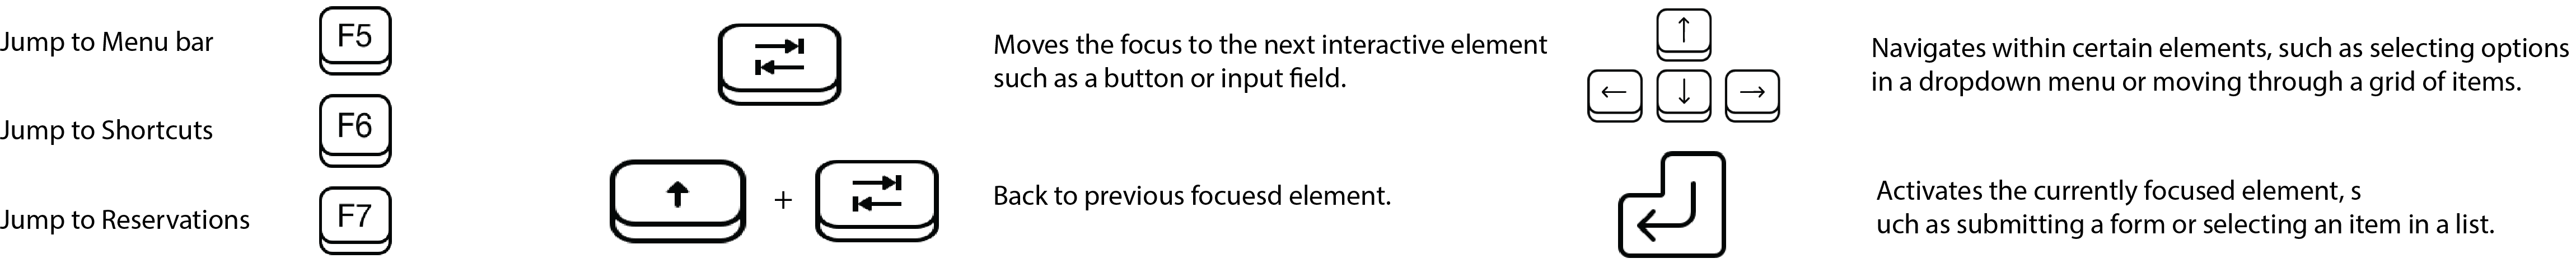 Jump to Menu bar
F5
Jump to Shortcuts
F6
Jump to Reservations
F7
Moves the focus to the next interactive element
such as a button or input field.
+
Back to previous focuesd element.
↑
← ↓ →
Navigates within certain elements, such as selecting options
in a dropdown menu or moving through a grid of items.
Activates the currently focused element, s
uch as submitting a form or selecting an item in a list.